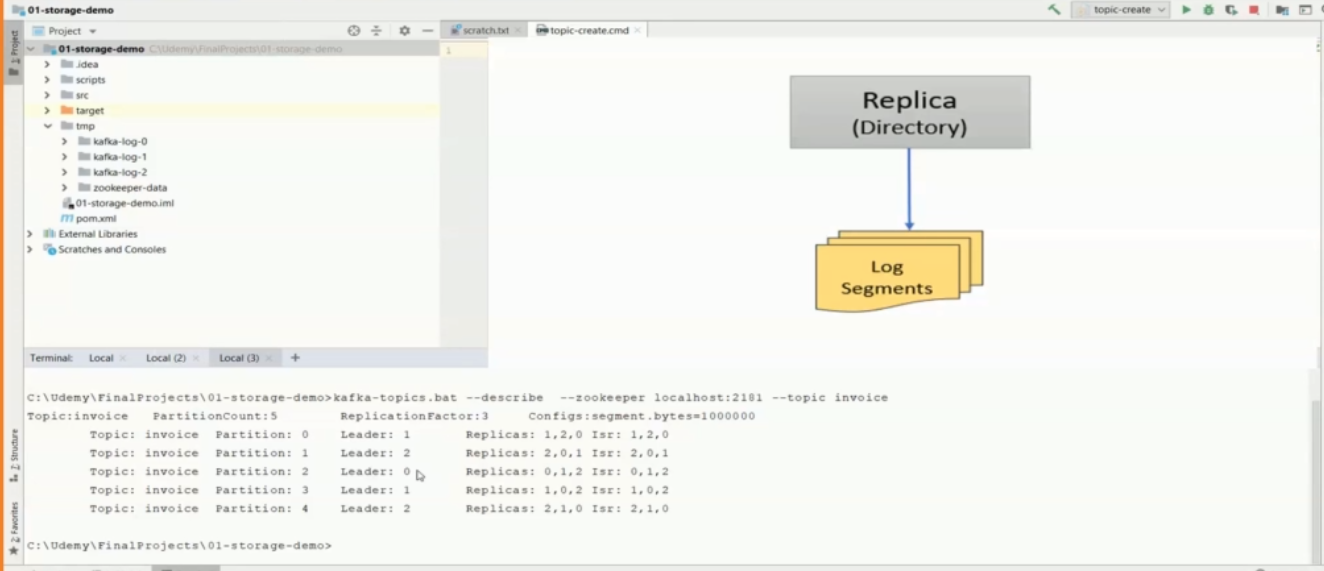 01-storage-demo
topic-create
1: Project
Project
scratch.txt
topic-create.cmd
01-storage-demo C:\Udemy\FinalProjects\01-storage-demo
1
.idea
scripts
src
target
tmp
kafka-log-0
kafka-log-1
kafka-log-2
zookeeper-data
01-storage-demo.iml
pom.xml
External Libraries
Scratches and Consoles
Replica
(Directory)
Log
Segments
Terminal: Local Local (2) Local (3) +
C:\Udemy\FinalProjects\01-storage-demo>kafka-topics.bat --describe --zookeeper localhost:2181 --topic invoice
Topic:invoice PartitionCount:5 ReplicationFactor:3 Configs:segment.bytes=1000000
Topic: invoice Partition: 0 Leader: 1 Replicas: 1,2,0 Isr: 1,2,0
Topic: invoice Partition: 1 Leader: 2 Replicas: 2,0,1 Isr: 2,0,1
Topic: invoice Partition: 2 Leader: 0 Replicas: 0,1,2 Isr: 0,1,2
Topic: invoice Partition: 3 Leader: 1 Replicas: 1,0,2 Isr: 1,0,2
Topic: invoice Partition: 4 Leader: 2 Replicas: 2,1,0 Isr: 2,1,0
C:\Udemy\FinalProjects\01-storage-demo>
Z: Structure
2: Favorites